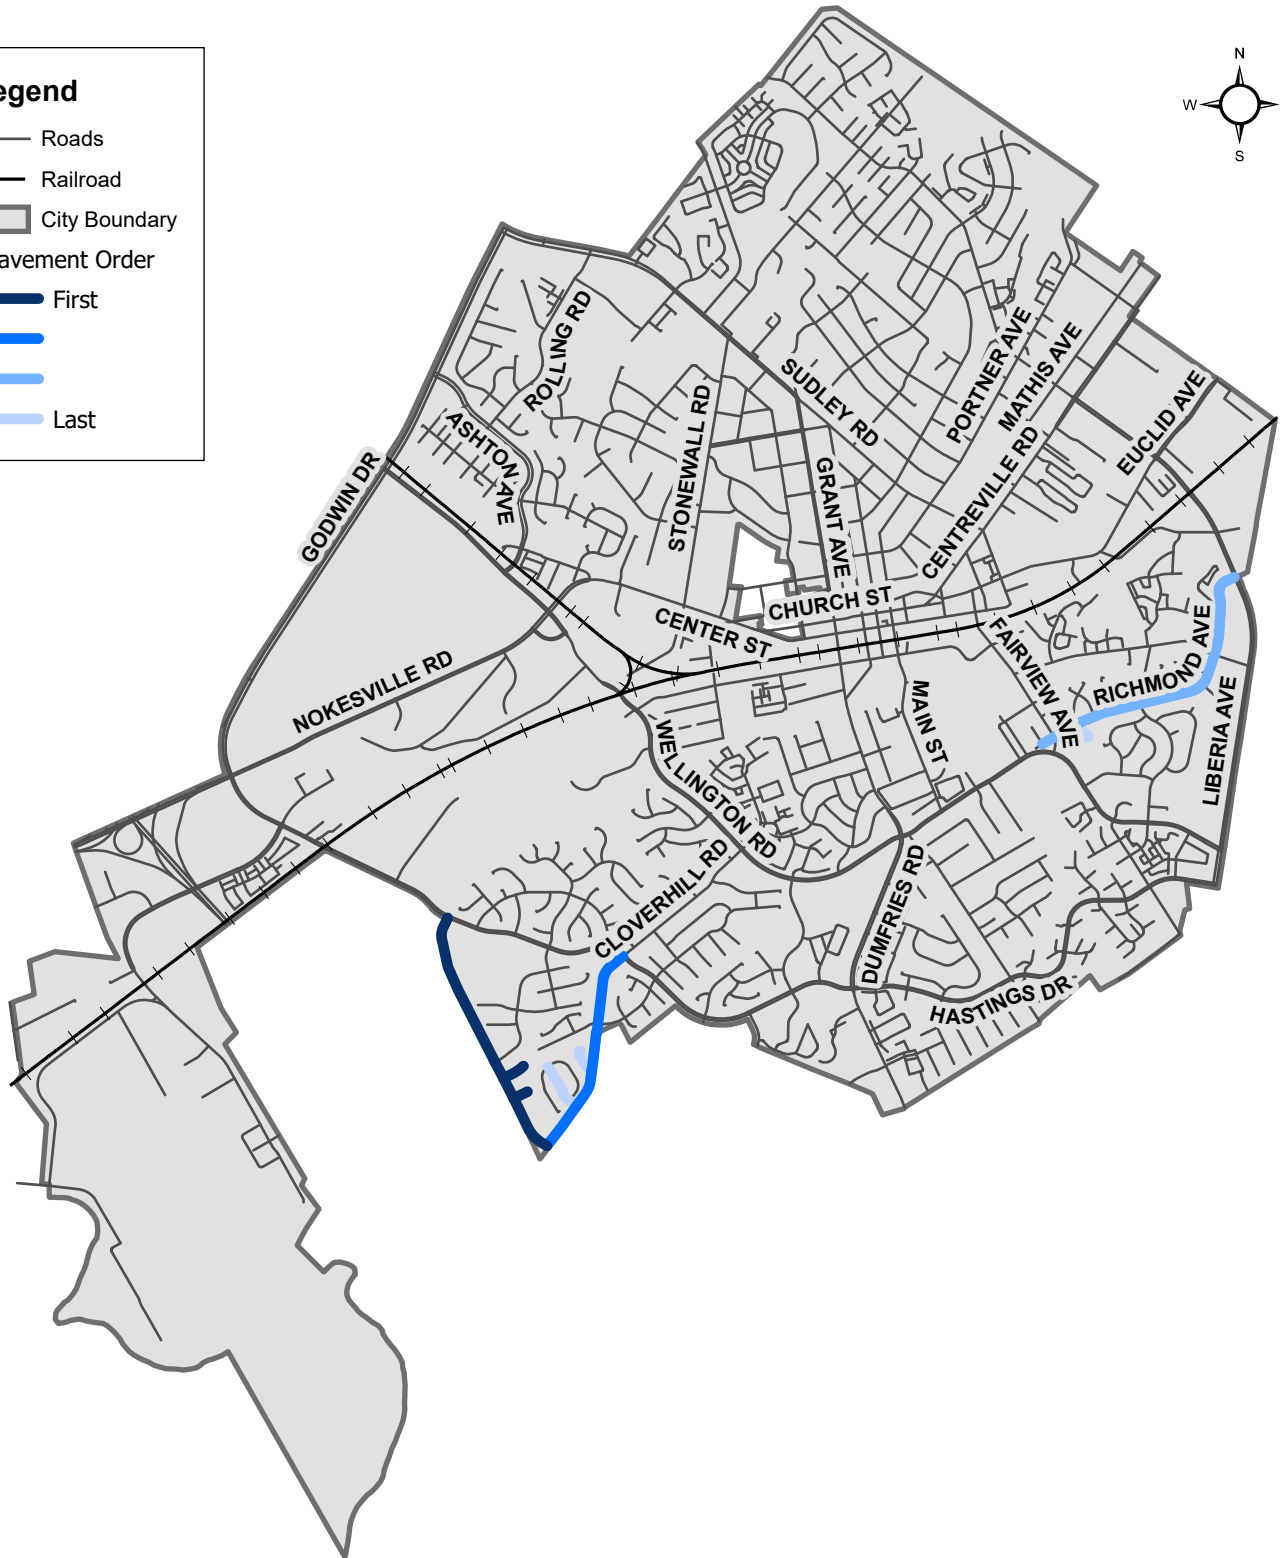 egend
Roads
Railroad
City Boundary
avement Order
First
Last
N
W
S
ROLLING RD
ASHTON AVE
GODWIN DR
STONEWALL RD
SUDLEY RD
GRANT AVE
PORTNER AVE
MATHIS AVE
CENTREVILLE RD
EUCLID AVE
CHURCH ST
CENTER ST
NOKESVILLE RD
WELLINGTON RD
MAIN ST
FAIRVIEW AVE
RICHMOND AVE
LIBERIA AVE
CLOVERHILL RD
DUMFRIES RD
HASTINGS DR